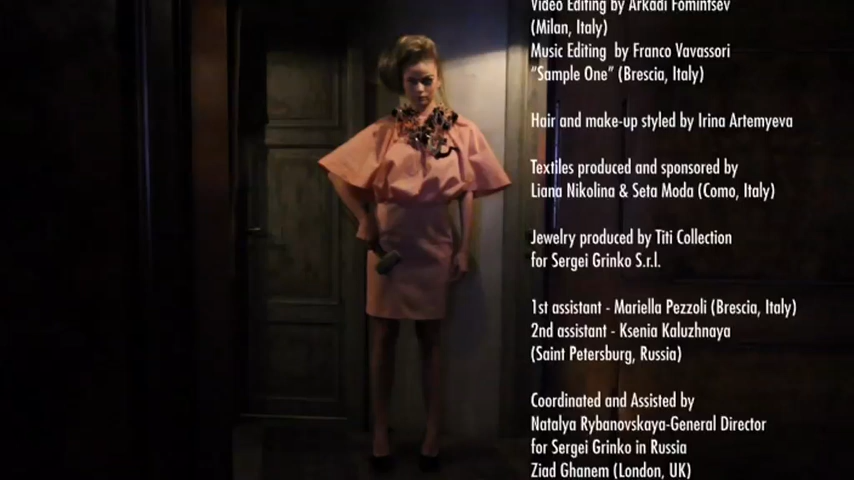 Video Editing by Arkadi Fomintsev
(Milan, Italy)
Music Editing by Franco Vavassori
“Sample One” (Brescia, Italy)
Hair and make-up styled by Irina Artemyeva
Textiles produced and sponsored by
Liana Nikolina & Seta Moda (Como, Italy)
Jewelry produced by Titi Collection
for Sergei Grinko S.r.l.
1st assistant - Mariella Pezzoli (Brescia, Italy)
2nd assistant - Ksenia Kaluzhnaya
(Saint Petersburg, Russia)
Coordinated and Assisted by
Natalya Rybanovskaya-General Director
for Sergei Grinko in Russia
Ziad Ghanem (London, UK)